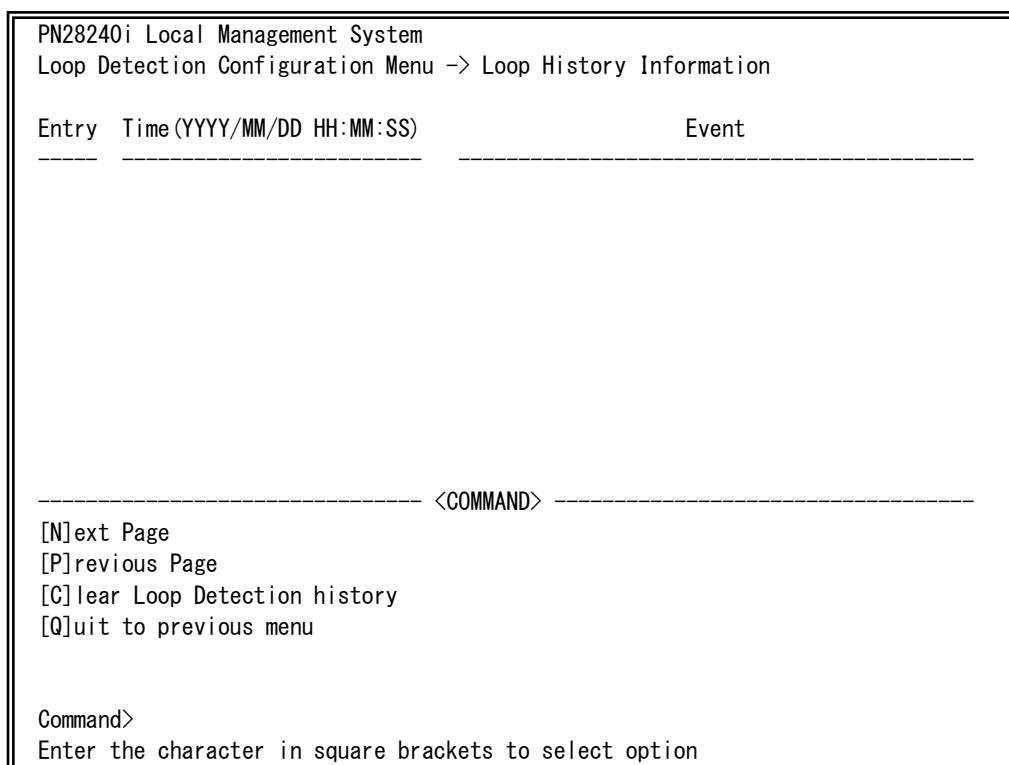 PN28240i Local Management System
Loop Detection Configuration Menu -> Loop History Information
Entry  Time(YYYY/MM/DD HH:MM:SS)                      Event
-----  -------------------------   -------------------------------------------
-------------------------------- <COMMAND> -----------------------------------
[N]ext Page
[P]revious Page
[C]lear Loop Detection history
[Q]uit to previous menu
Command>
Enter the character in square brackets to select option